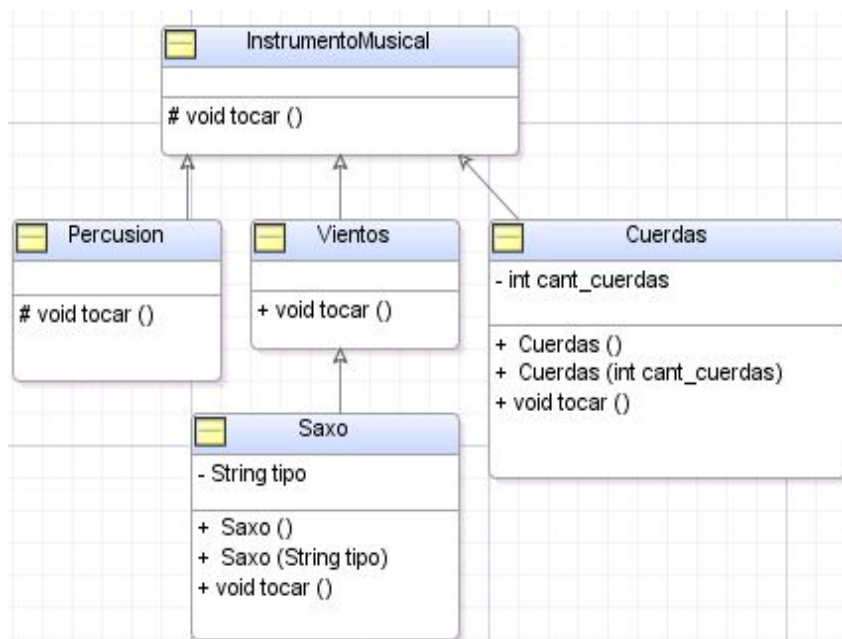 InstrumentoMusical
# void tocar ()
Percusion
# void tocar ()
Vientos
+ void tocar ()
Cuerdas
- int cant_cuerdas
+ Cuerdas ()
+ Cuerdas (int cant_cuerdas)
+ void tocar ()
Saxo
- String tipo
+ Saxo ()
+ Saxo (String tipo)
+ void tocar ()